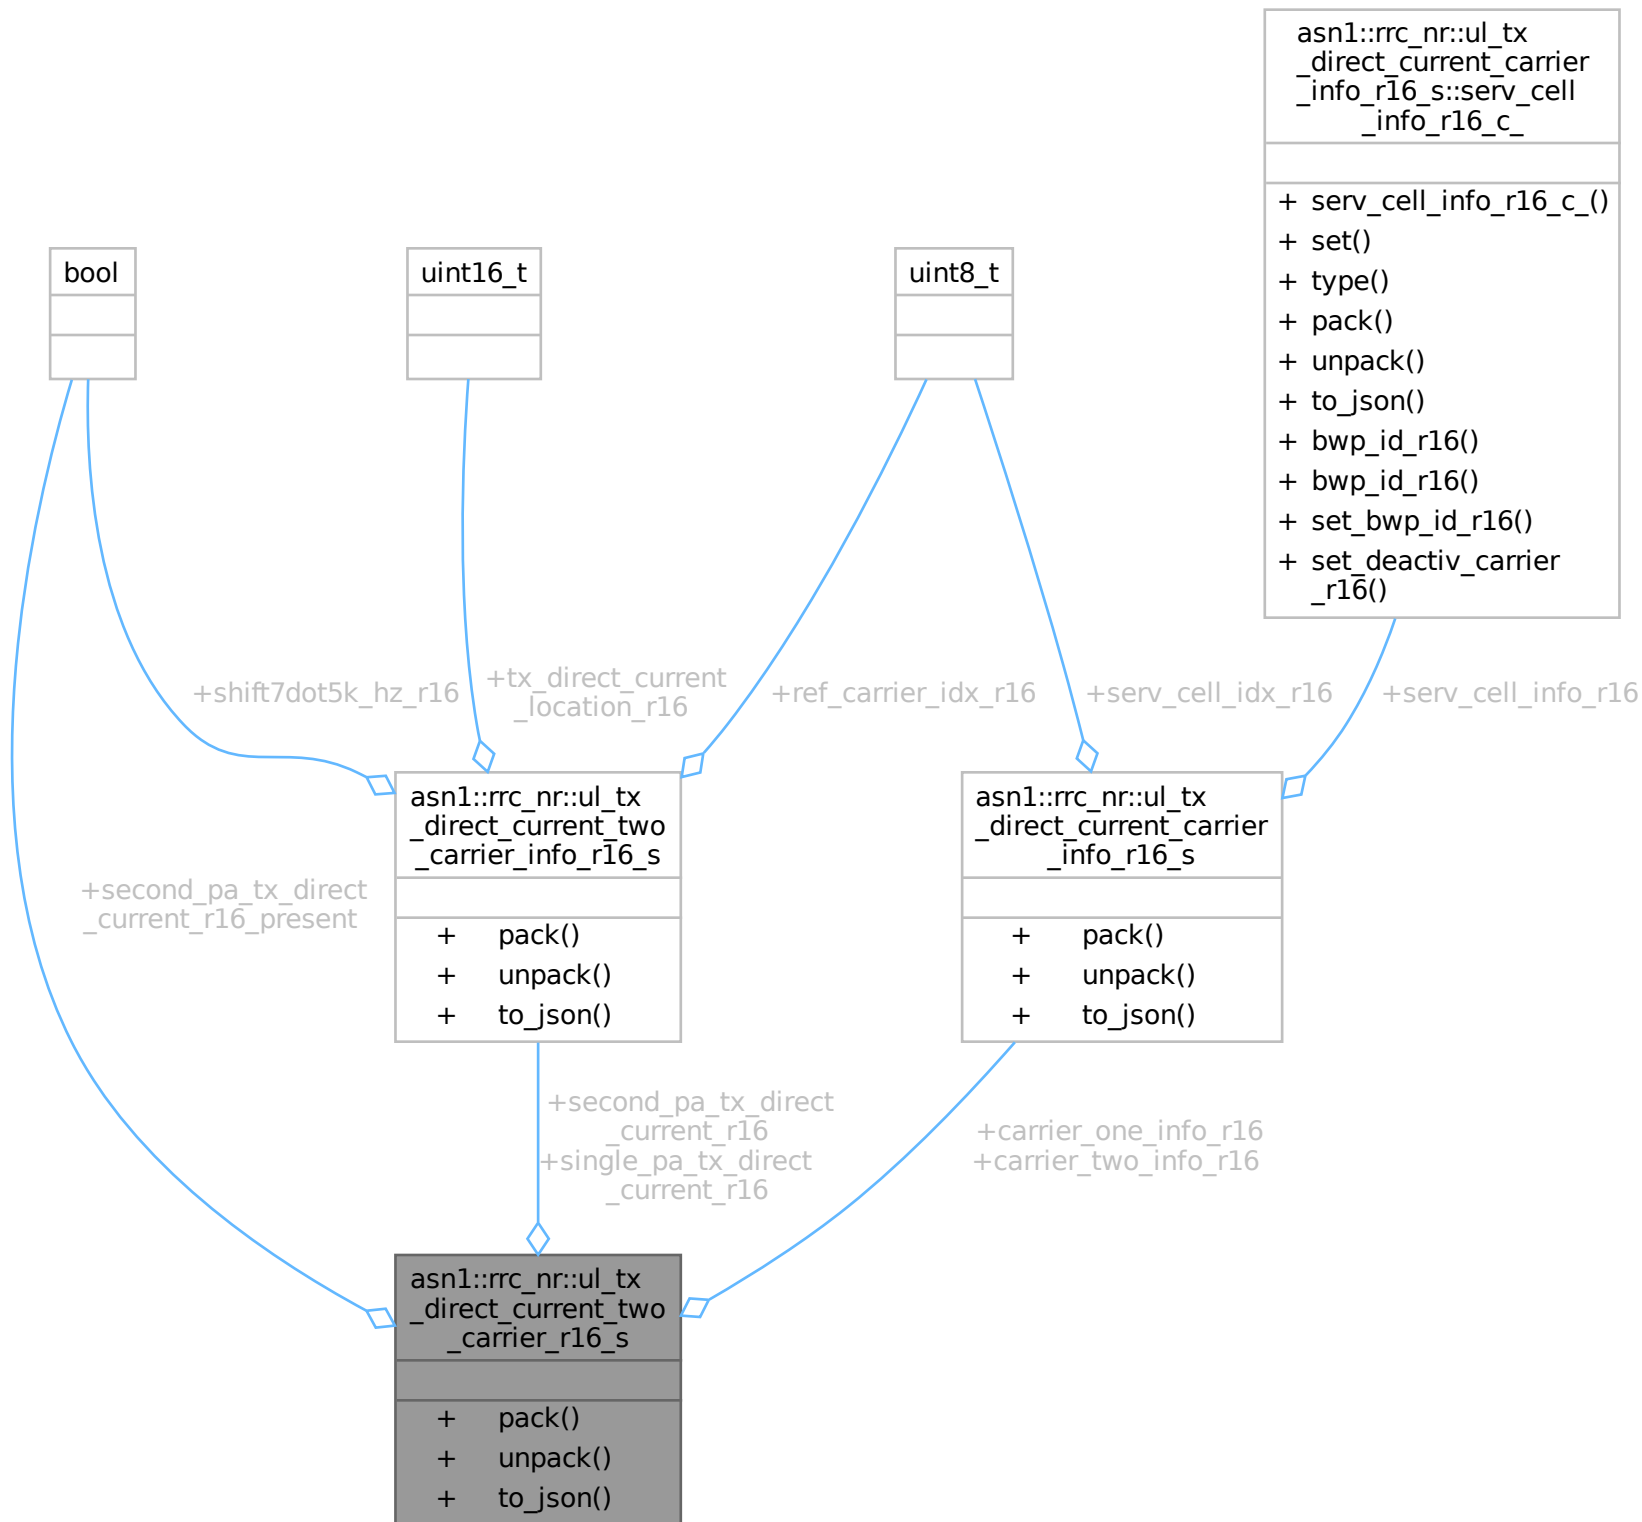 asn1::rrc_nr::ul_tx
_direct_current_carrier
_info_r16_s::serv_cell
_info_r16_c_
+ serv_cell_info_r16_c_()
+ set()
+ type()
+ pack()
+ unpack()
+ to_json()
+ bwp_id_r16()
+ bwp_id_r16()
+ set_bwp_id_r16()
+ set_deactiv_carrier
_r16()
bool
uint16_t
uint8_t
+shift7dot5k_hz_r16
+tx_direct_current
_location_r16
+ref_carrier_idx_r16
+serv_cell_idx_r16
+serv_cell_info_r16
asn1::rrc_nr::ul_tx
_direct_current_two
_carrier_info_r16_s
+ pack()
+ unpack()
+ to_json()
asn1::rrc_nr::ul_tx
_direct_current_carrier
_info_r16_s
+ pack()
+ unpack()
+ to_json()
+second_pa_tx_direct
_current_r16_present
+second_pa_tx_direct
_current_r16
+single_pa_tx_direct
_current_r16
+carrier_one_info_r16
+carrier_two_info_r16
asn1::rrc_nr::ul_tx
_direct_current_two
_carrier_r16_s
+ pack()
+ unpack()
+ to_json()